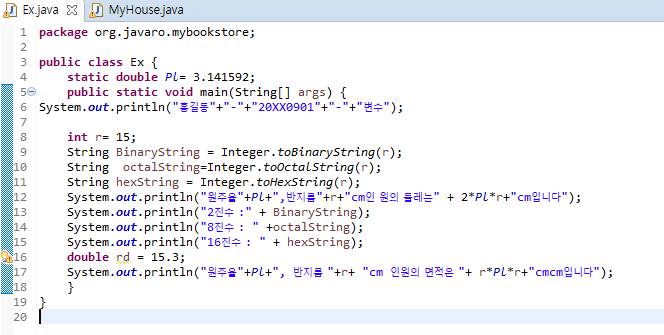 Ex.java MyHouse.java
1 package org.javaro.mybookstore;
2
3 public class Ex {
4 static double Pl= 3.141592;
5 public static void main(String[] args) {
6 System.out.println("홍길동"+"-"+"20XX0901"+"-"+"변수");
7
8 int r= 15;
9 String BinaryString = Integer.toBinaryString(r);
10 String  octalString=Integer.toOctalString(r);
11 String hexString = Integer.toHexString(r);
12 System.out.println("원주율"+Pl+",반지름"+r+"cm인 원의 둘레는" + 2*Pl*r+"cm입니다");
13 System.out.println("2진수 :" + BinaryString);
14 System.out.println("8진수 : " +octalString);
15 System.out.println("16진수 : " + hexString);
16 double rd = 15.3;
17 System.out.println("원주율"+Pl+", 반지름 "+r+ "cm 인원의 면적은 "+ r*Pl*r+"cmcm입니다");
18 }
19 }
20